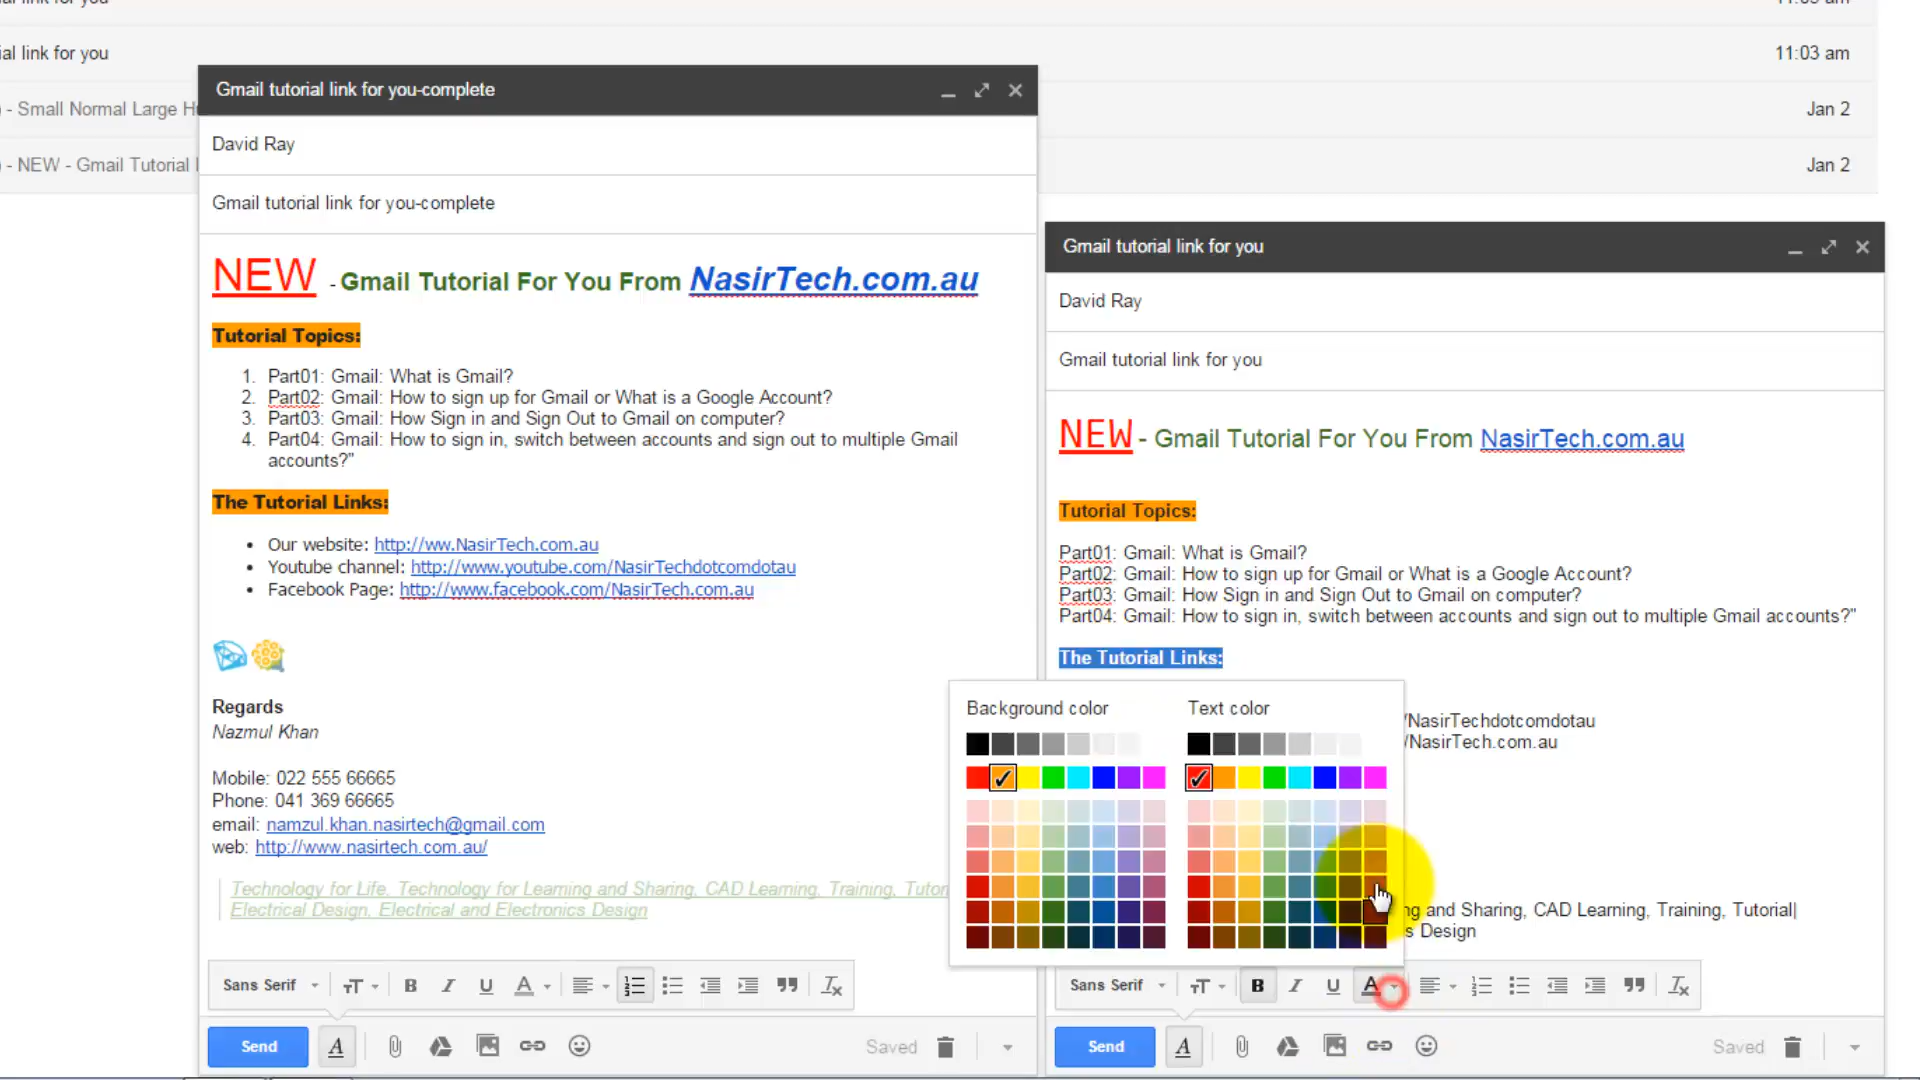 link for you
11:03 am
link for you
11:03 am
- Small Normal Large
Jan 2
- NEW - Gmail Tutorial
Jan 2
Gmail tutorial link for you-complete
David Ray
Gmail tutorial link for you-complete
NEW - Gmail Tutorial For You From NasirTech.com.au
Tutorial Topics:
1. Part01: Gmail: What is Gmail?
2. Part02: Gmail: How to sign up for Gmail or What is a Google Account?
3. Part03: Gmail: How Sign in and Sign Out to Gmail on computer?
4. Part04: Gmail: How to sign in, switch between accounts and sign out to multiple Gmail
accounts?"
The Tutorial Links:
• Our website: http://ww.NasirTech.com.au
• Youtube channel: http://www.youtube.com/NasirTechdotcomdotau
• Facebook Page: http://www.facebook.com/NasirTech.com.au
Regards
Nazmul Khan
Mobile: 022 555 66665
Phone: 041 369 66665
email: namzul.khan.nasirtech@gmail.com
web: http://www.nasirtech.com.au/
Technology for Life, Technology for Learning and Sharing, CAD Learning, Training,
Electrical Design, Electrical and Electronics Design
Sans Serif
Send
Saved
Gmail tutorial link for you
David Ray
Gmail tutorial link for you
NEW - Gmail Tutorial For You From NasirTech.com.au
Tutorial Topics:
Part01: Gmail: What is Gmail?
Part02: Gmail: How to sign up for Gmail or What is a Google Account?
Part03: Gmail: How Sign in and Sign Out to Gmail on computer?
Part04: Gmail: How to sign in, switch between accounts and sign out to multiple Gmail accounts?"
The Tutorial Links:
/NasirTechdotcomdotau
/NasirTech.com.au
Background color
Text color
and Sharing, CAD Learning, Training, Tutorial
Design
Sans Serif
Send
Saved